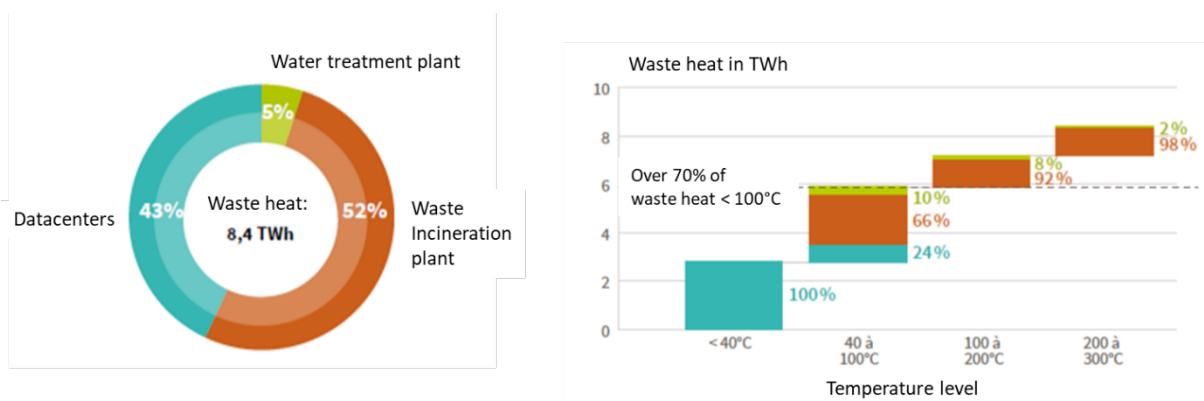 Water treatment plant
5%
Datacenters
43%
Waste heat:
8,4 TWh
52%
Waste
Incineration
plant
Waste heat in TWh
10
8
6
4
2
0
Over 70% of
waste heat < 100°C
100%
10%
66%
24%
8%
92%
2%
98%
< 40°C
40 à
100°C
100 à
200°C
200 à
300°C
Temperature level